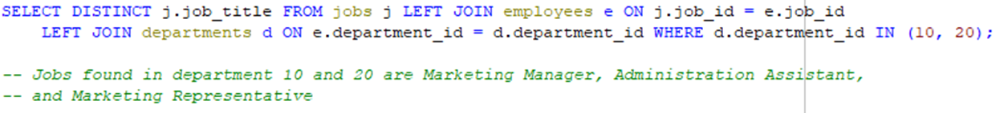 SELECT DISTINCT j.job_title FROM jobs j LEFT JOIN employees e ON j.job_id = e.job_id
LEFT JOIN departments d ON e.department_id = d.department_id WHERE d.department_id IN (10, 20);
-- Jobs found in department 10 and 20 are Marketing Manager, Administration Assistant,
-- and Marketing Representative